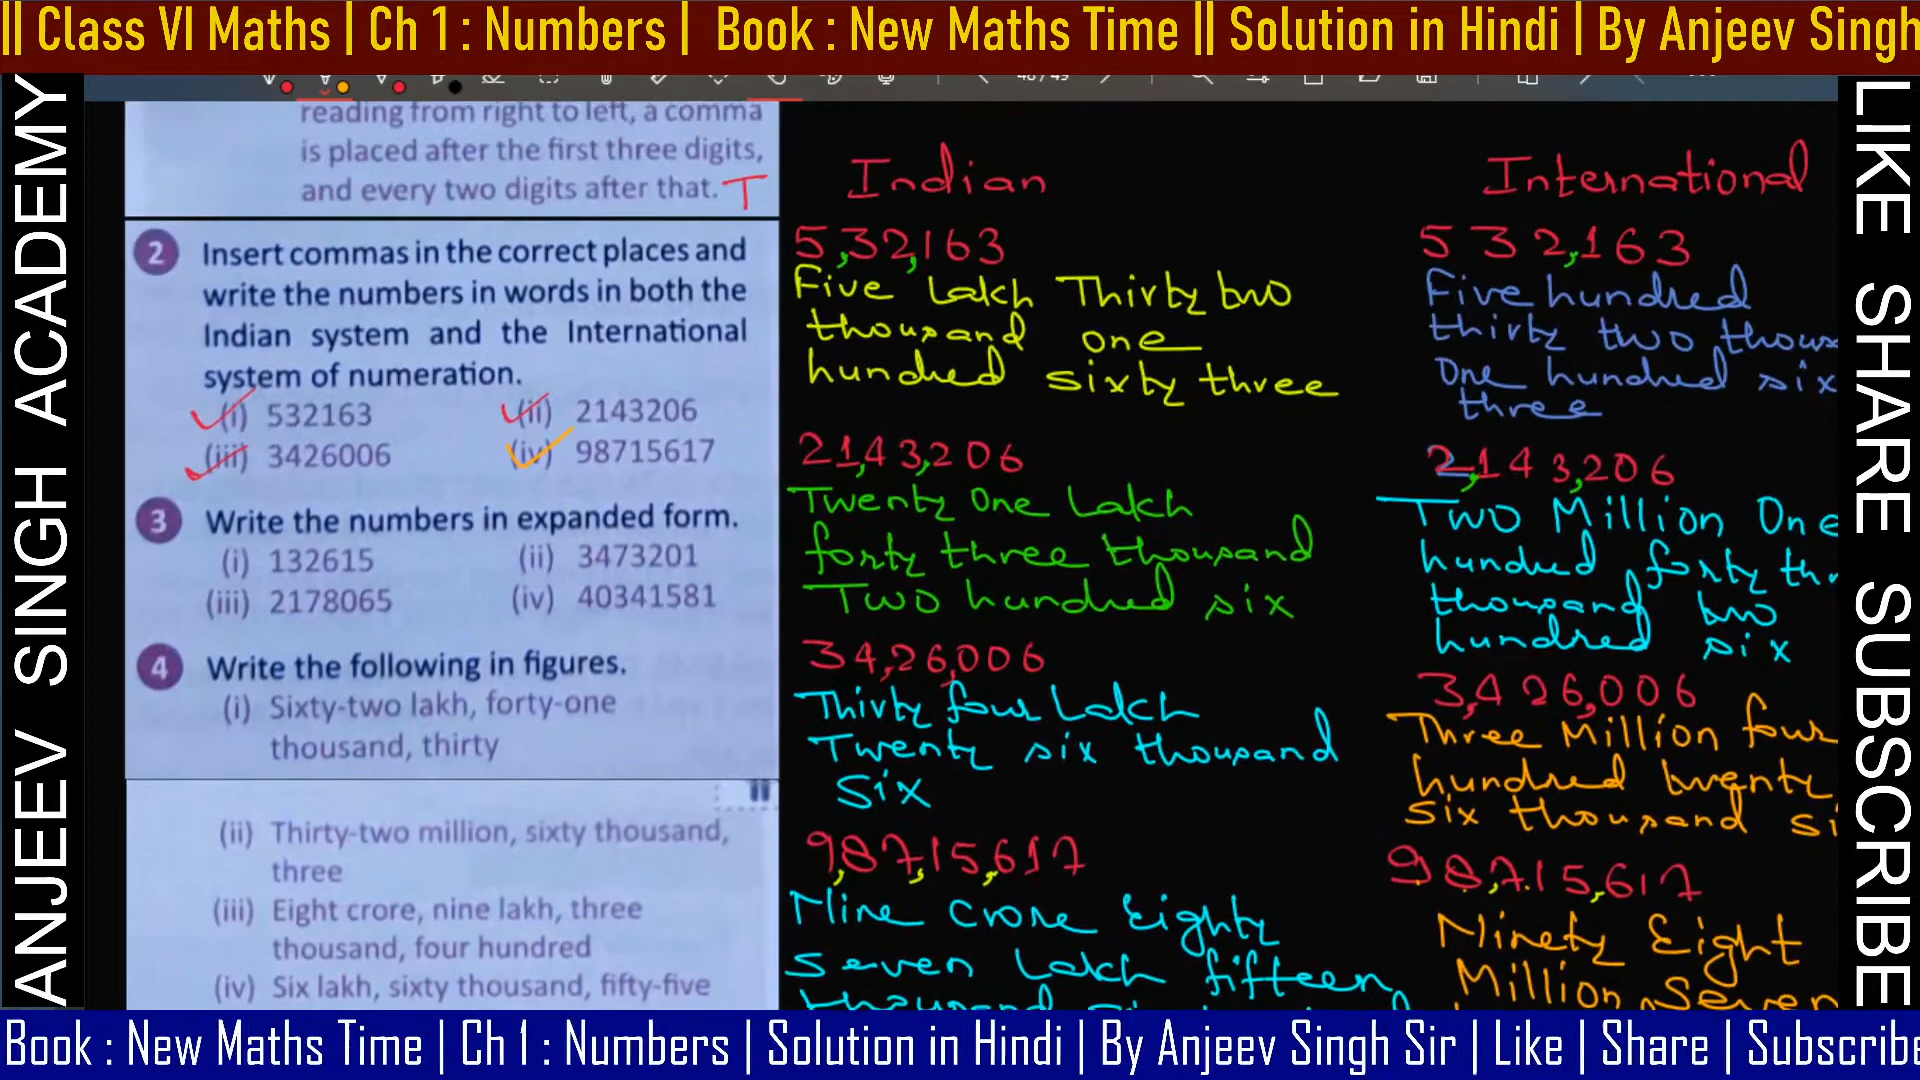 || Class VI Maths | Ch 1 : Numbers | Book : New Maths Time || Solution in Hindi | By Anjeev Singh
ANJEEV SINGH ACADEMY
reading from right to left, a comma
is placed after the first three digits,
and every two digits after that. T
2 Insert commas in the correct places and
write the numbers in words in both the
Indian system and the International
system of numeration.
(i) 532163 (ii) 2143206
(iii) 3426006 (iv) 98715617
3 Write the numbers in expanded form.
(i) 132615 (ii) 3473201
(iii) 2178065 (iv) 40341581
4 Write the following in figures.
(i) Sixty-two lakh, forty-one
thousand, thirty
(ii) Thirty-two million, sixty thousand,
three
(iii) Eight crore, nine lakh, three
thousand, four hundred
(iv) Six lakh, sixty thousand, fifty-five
Indian
5,32,163
Five Lakh Thirty two
thousand one
hundred sixty three
21,43,206
Twenty One Lakh
forty three thousand
Two hundred six
34,26,006
Thirty four Lakh
Twenty six thousand
Six
9,87,15,617
Nine crore Eighty
seven Lakh fifteen
International
532,163
Five hundred
thirty two thous
One hundred six
three
2,143,206
Two Million One
hundred forty thr
thousand two
hundred six
3,426,006
Three Million four
hundred twenty
six thousand si
98,715,617
Ninety Eight
Million Seven
LIKE SHARE SUBSCRIBE
Book : New Maths Time | Ch 1 : Numbers | Solution in Hindi | By Anjeev Singh Sir | Like | Share | Subscribe